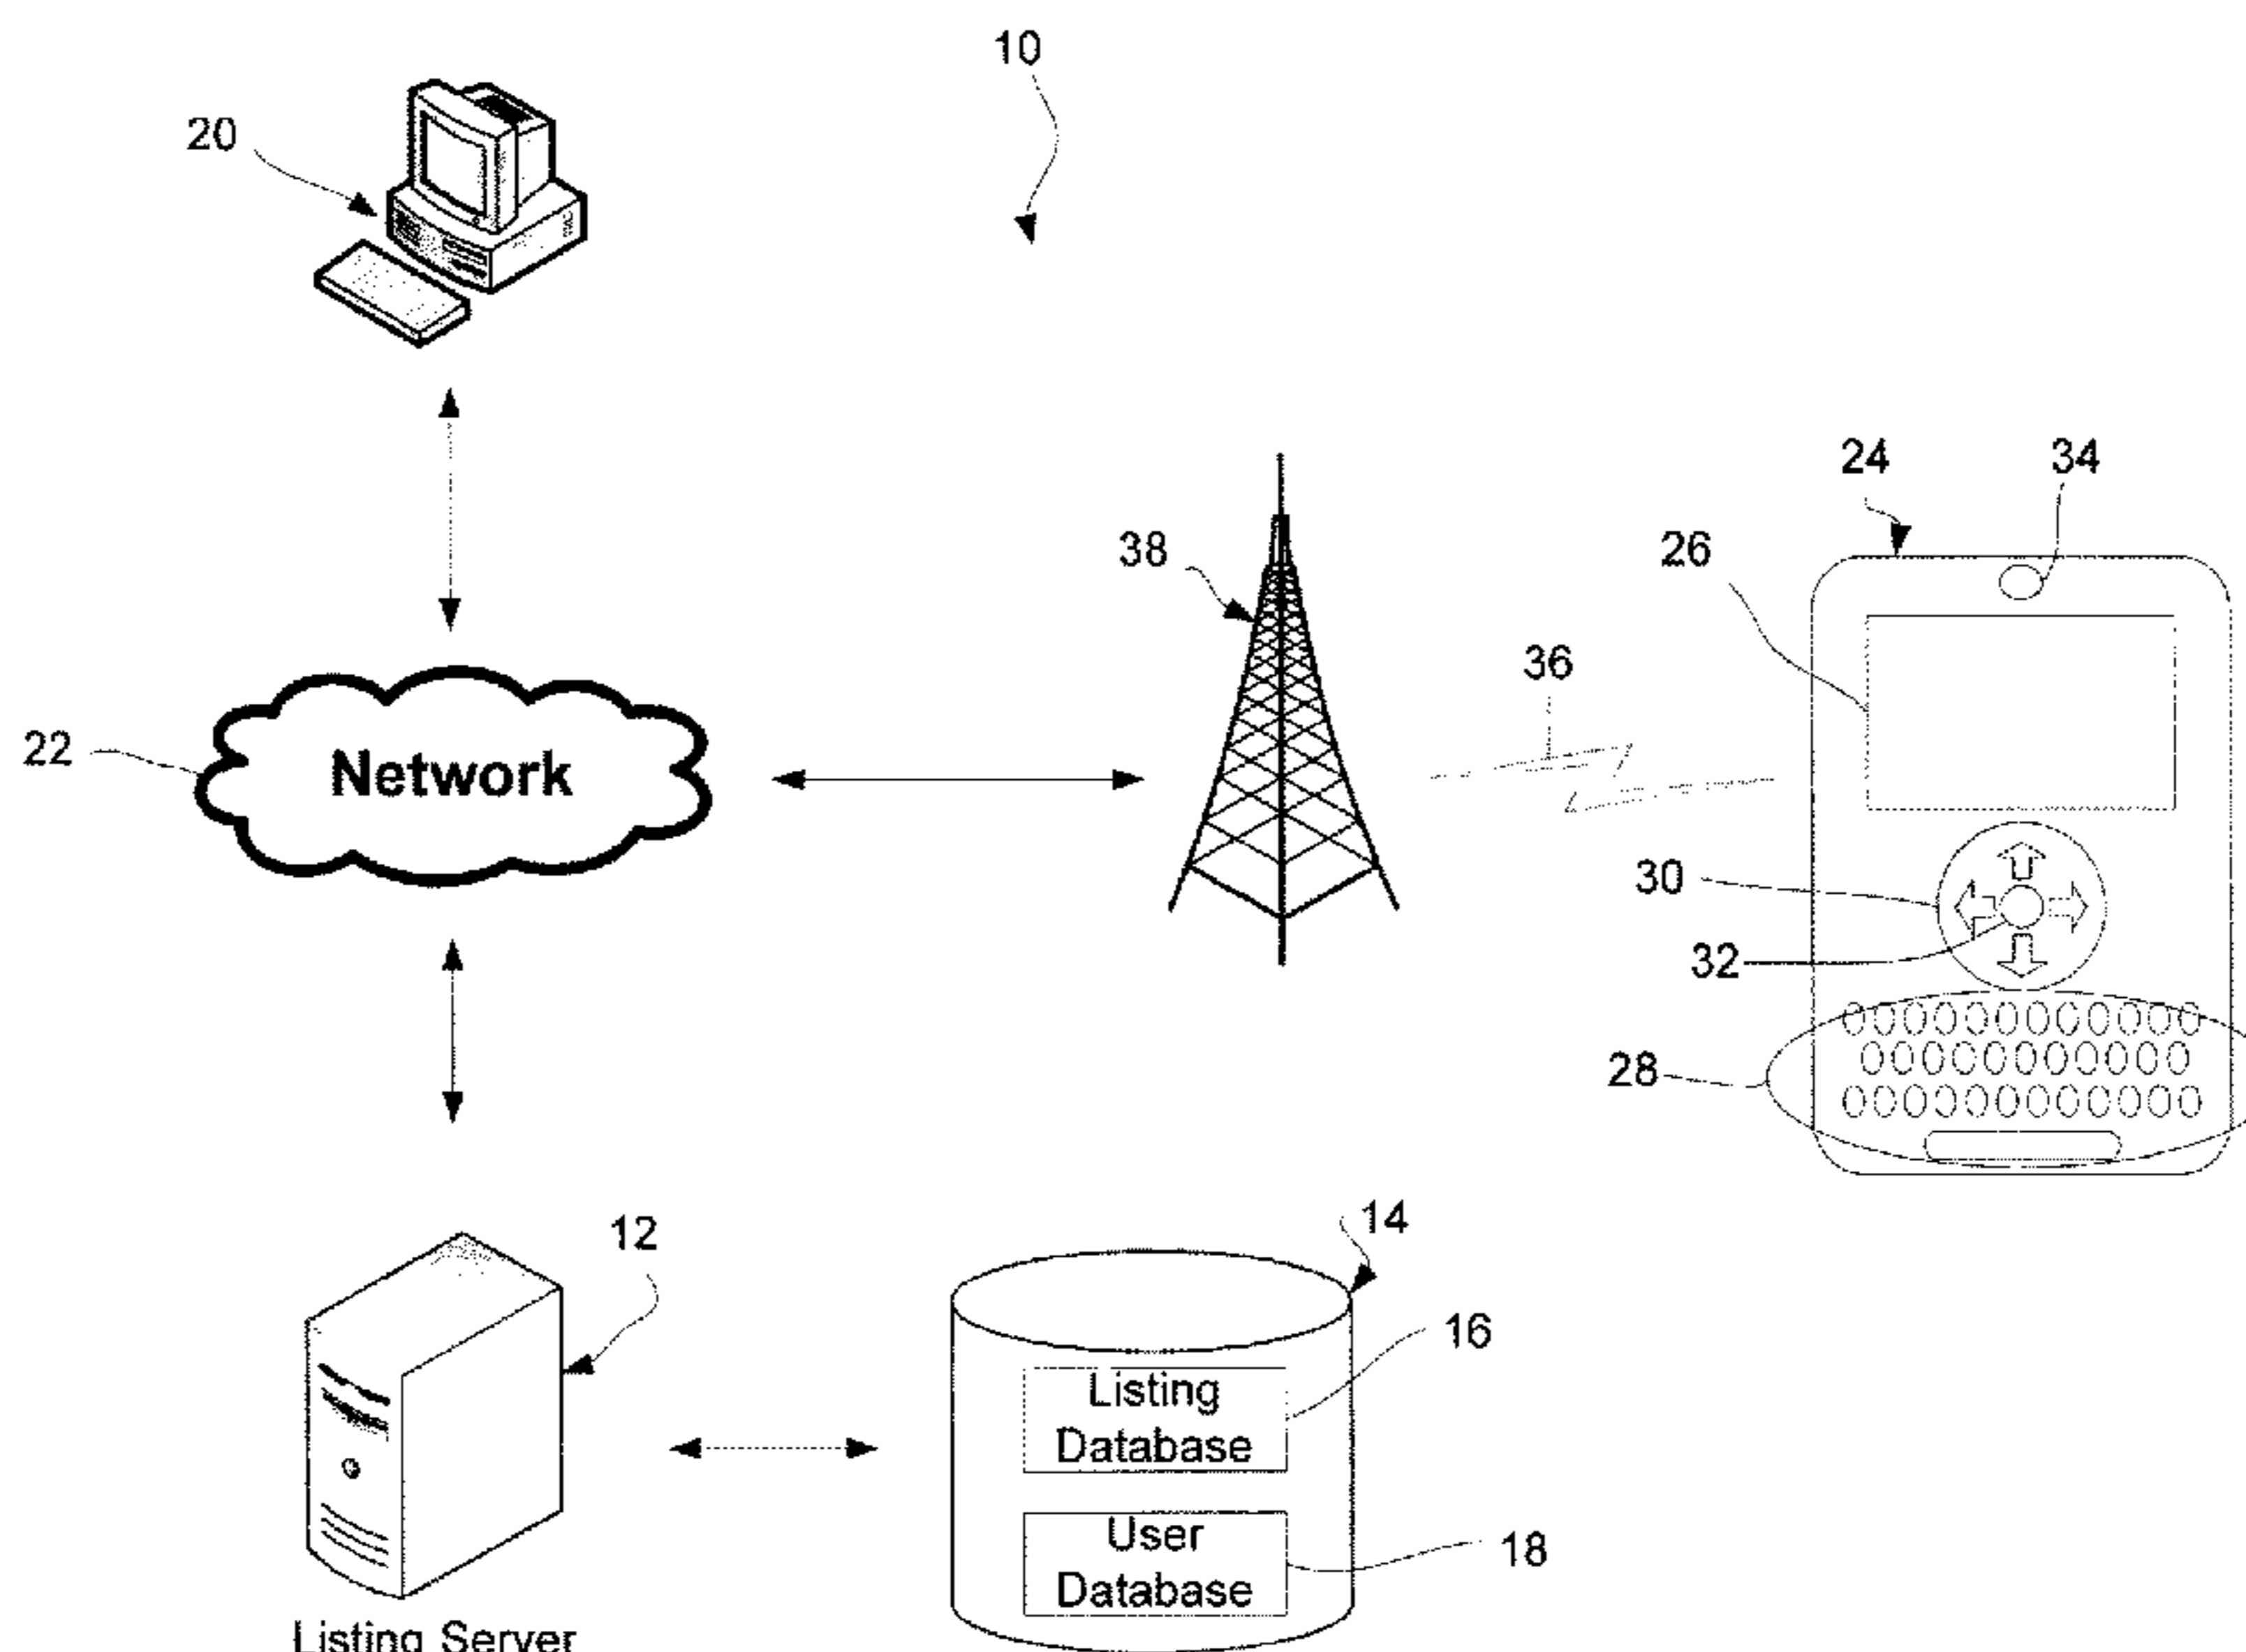 10
20
24
34
38
26
36
22
Network
30
32
28
12
14
16
Listing
Database
User
Database
18
Listing Server